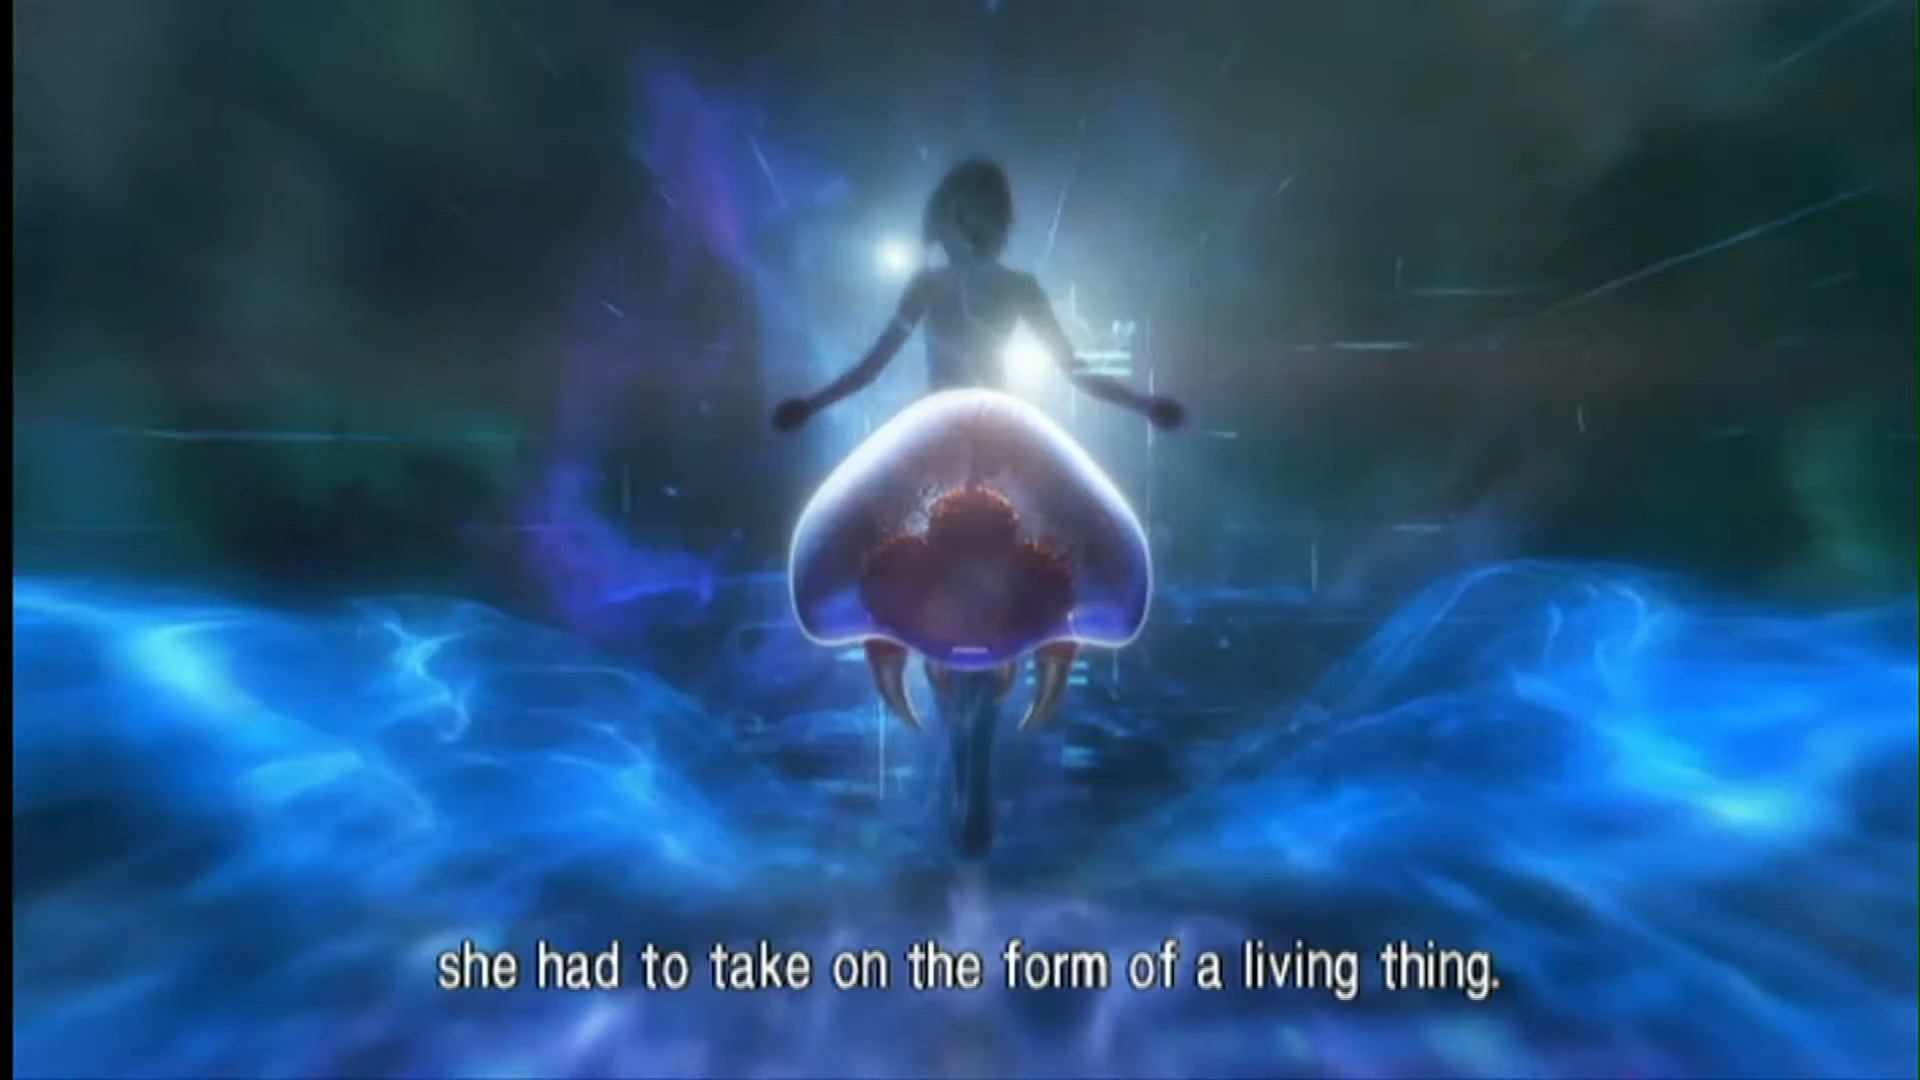 she had to take on the form of a living thing.